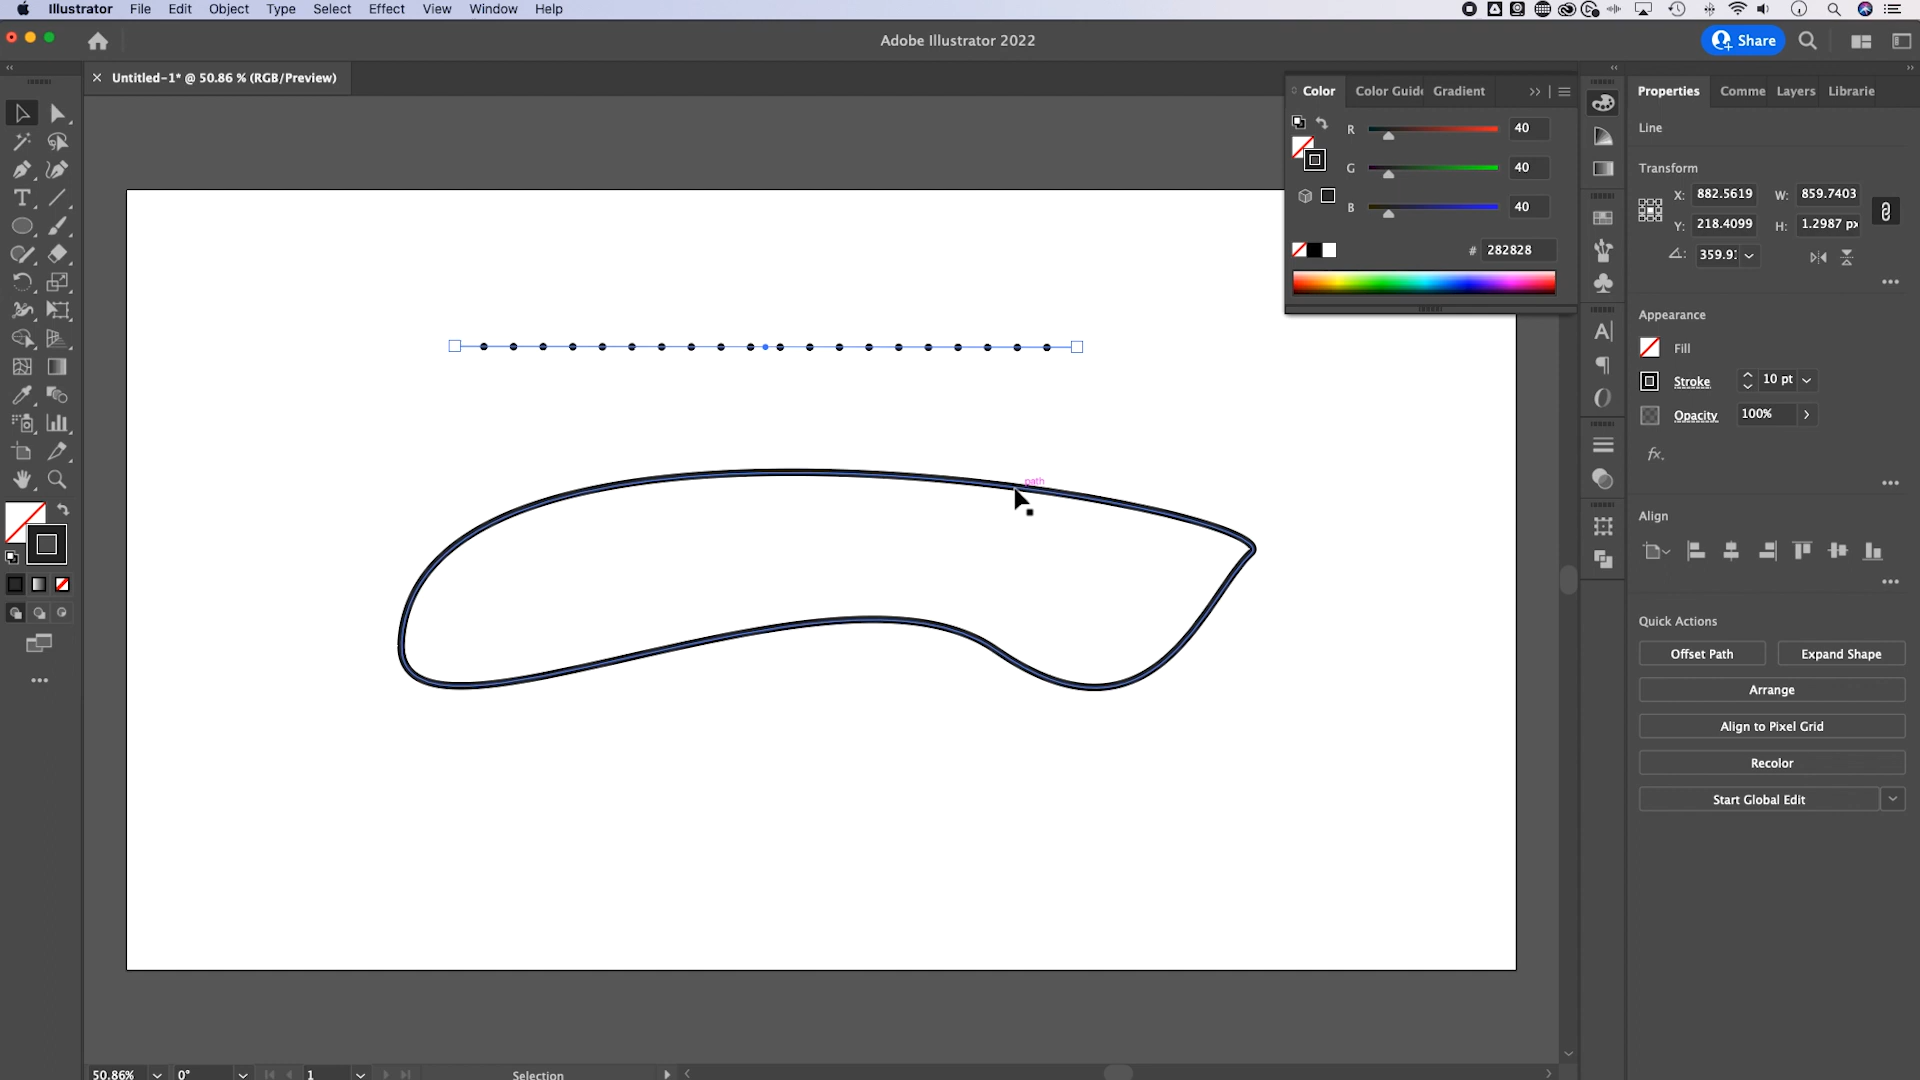 Illustrator File Edit Object Type Select Effect View Window Help
Adobe Illustrator 2022
Share
Untitled-1* @ 50.86 % (RGB/Preview)
Color Color Guide Gradient
R 40
G 40
B 40
# 282828
Properties Comme Layers Librarie
Line
Transform
X: 882.5619 W: 859.7403
Y: 218.4099 H: 1.2987 px
359.9:
Appearance
Fill
Stroke 10 pt
Opacity 100%
fx.
Align
Quick Actions
Offset Path Expand Shape
Arrange
Align to Pixel Grid
Recolor
Start Global Edit
path
50.86% 0° 1 Selection